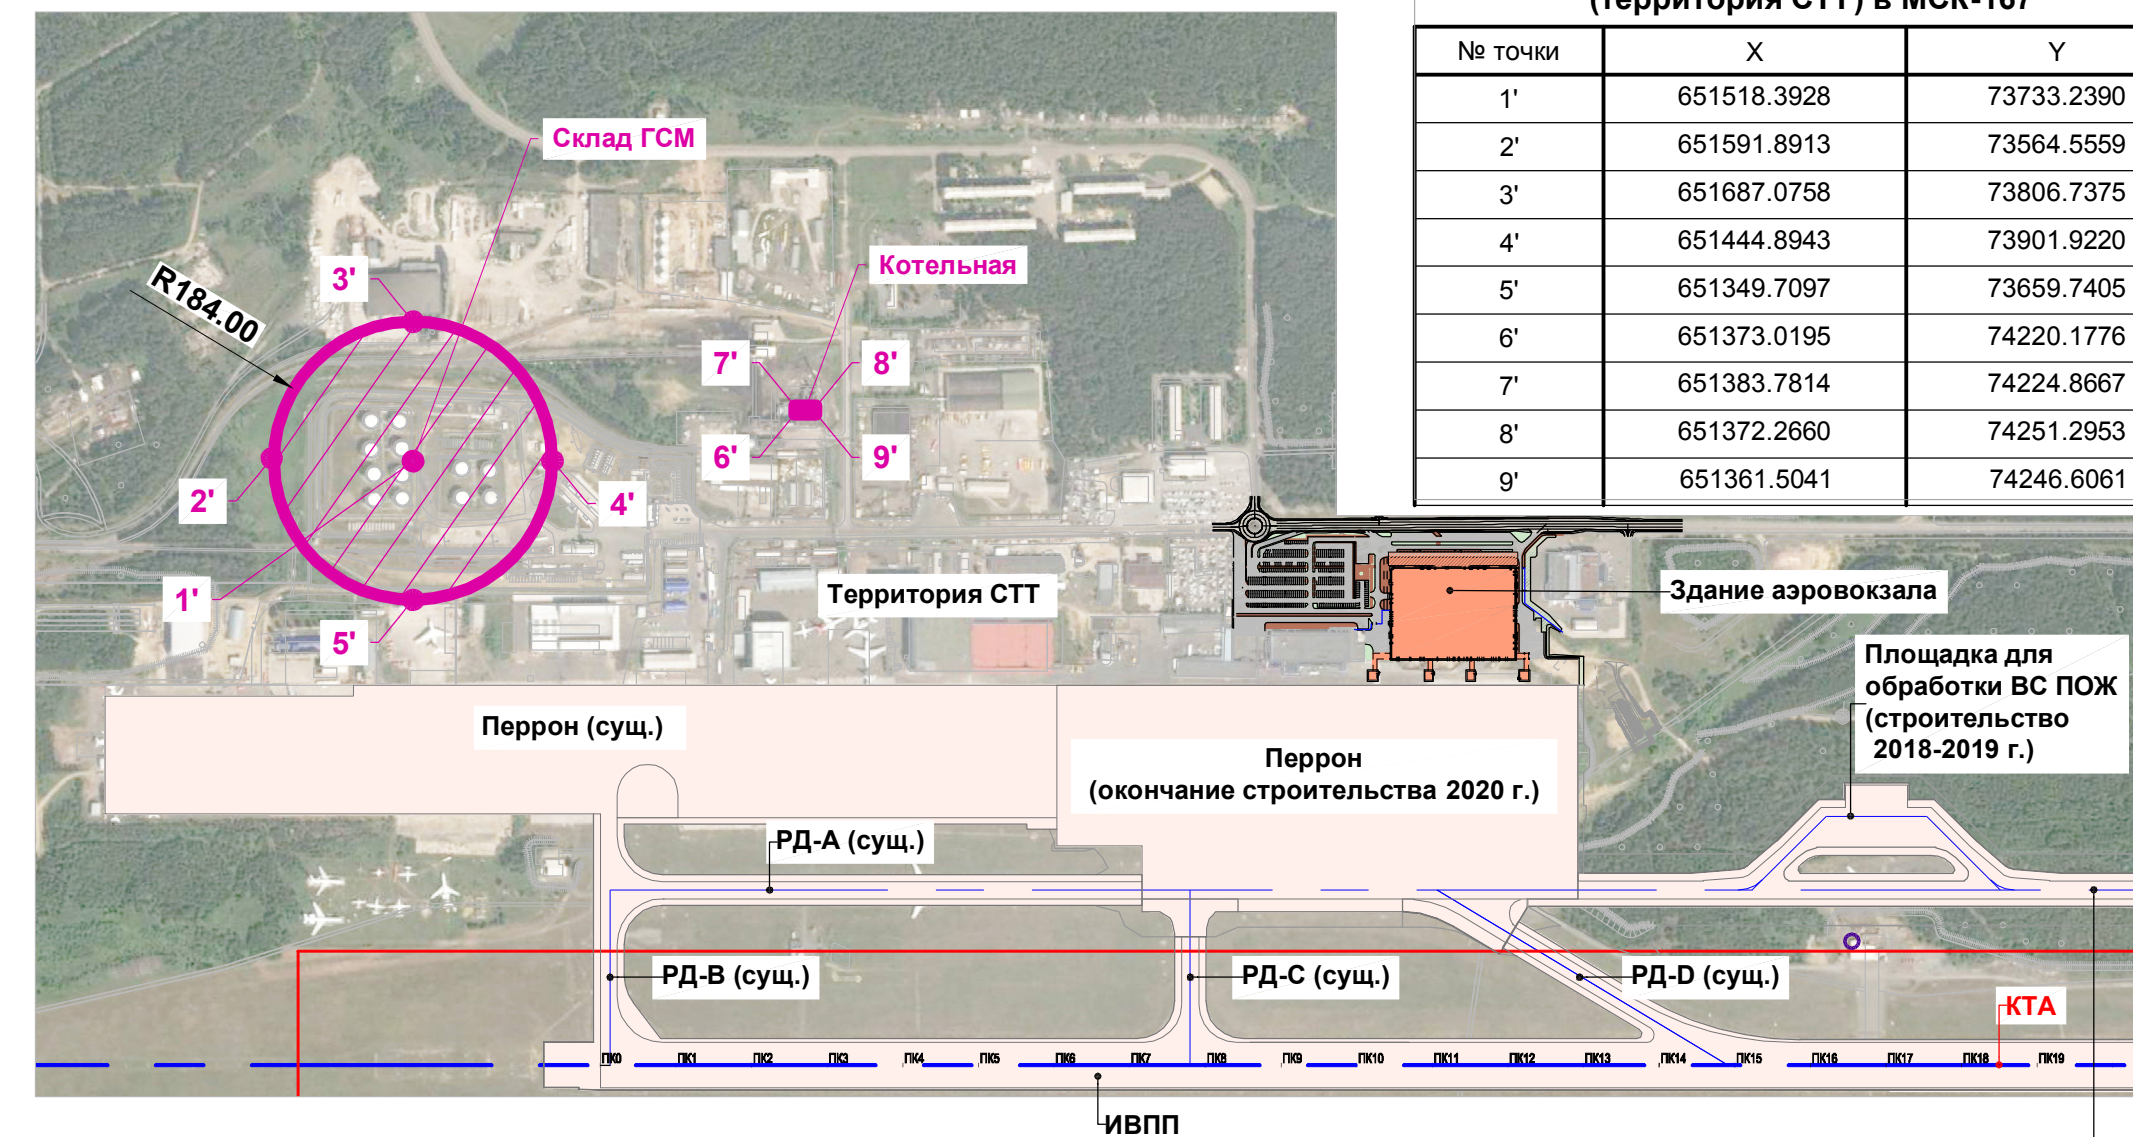 (территория СТТ) в МСК-167
№ точки X Y
1' 651518.3928 73733.2390
2' 651591.8913 73564.5559
3' 651687.0758 73806.7375
4' 651444.8943 73901.9220
5' 651349.7097 73659.7405
6' 651373.0195 74220.1776
7' 651383.7814 74224.8667
8' 651372.2660 74251.2953
9' 651361.5041 74246.6061
Склад ГСМ
Котельная
R184.00
3'
7'
8'
6'
9'
2'
4'
1'
5'
Территория СТТ
Здание аэровокзала
Площадка для
обработки ВС ПОЖ
(строительство
2018-2019 г.)
Перрон (сущ.)
Перрон
(окончание строительства 2020 г.)
РД-A (сущ.)
РД-B (сущ.)
РД-C (сущ.)
РД-D (сущ.)
КТА
ПК0 ПК1 ПК2 ПК3 ПК4 ПК5 ПК6 ПК7 ПК8 ПК9 ПК10 ПК11 ПК12 ПК13 ПК14 ПК15 ПК16 ПК17 ПК18 ПК19
ИВПП